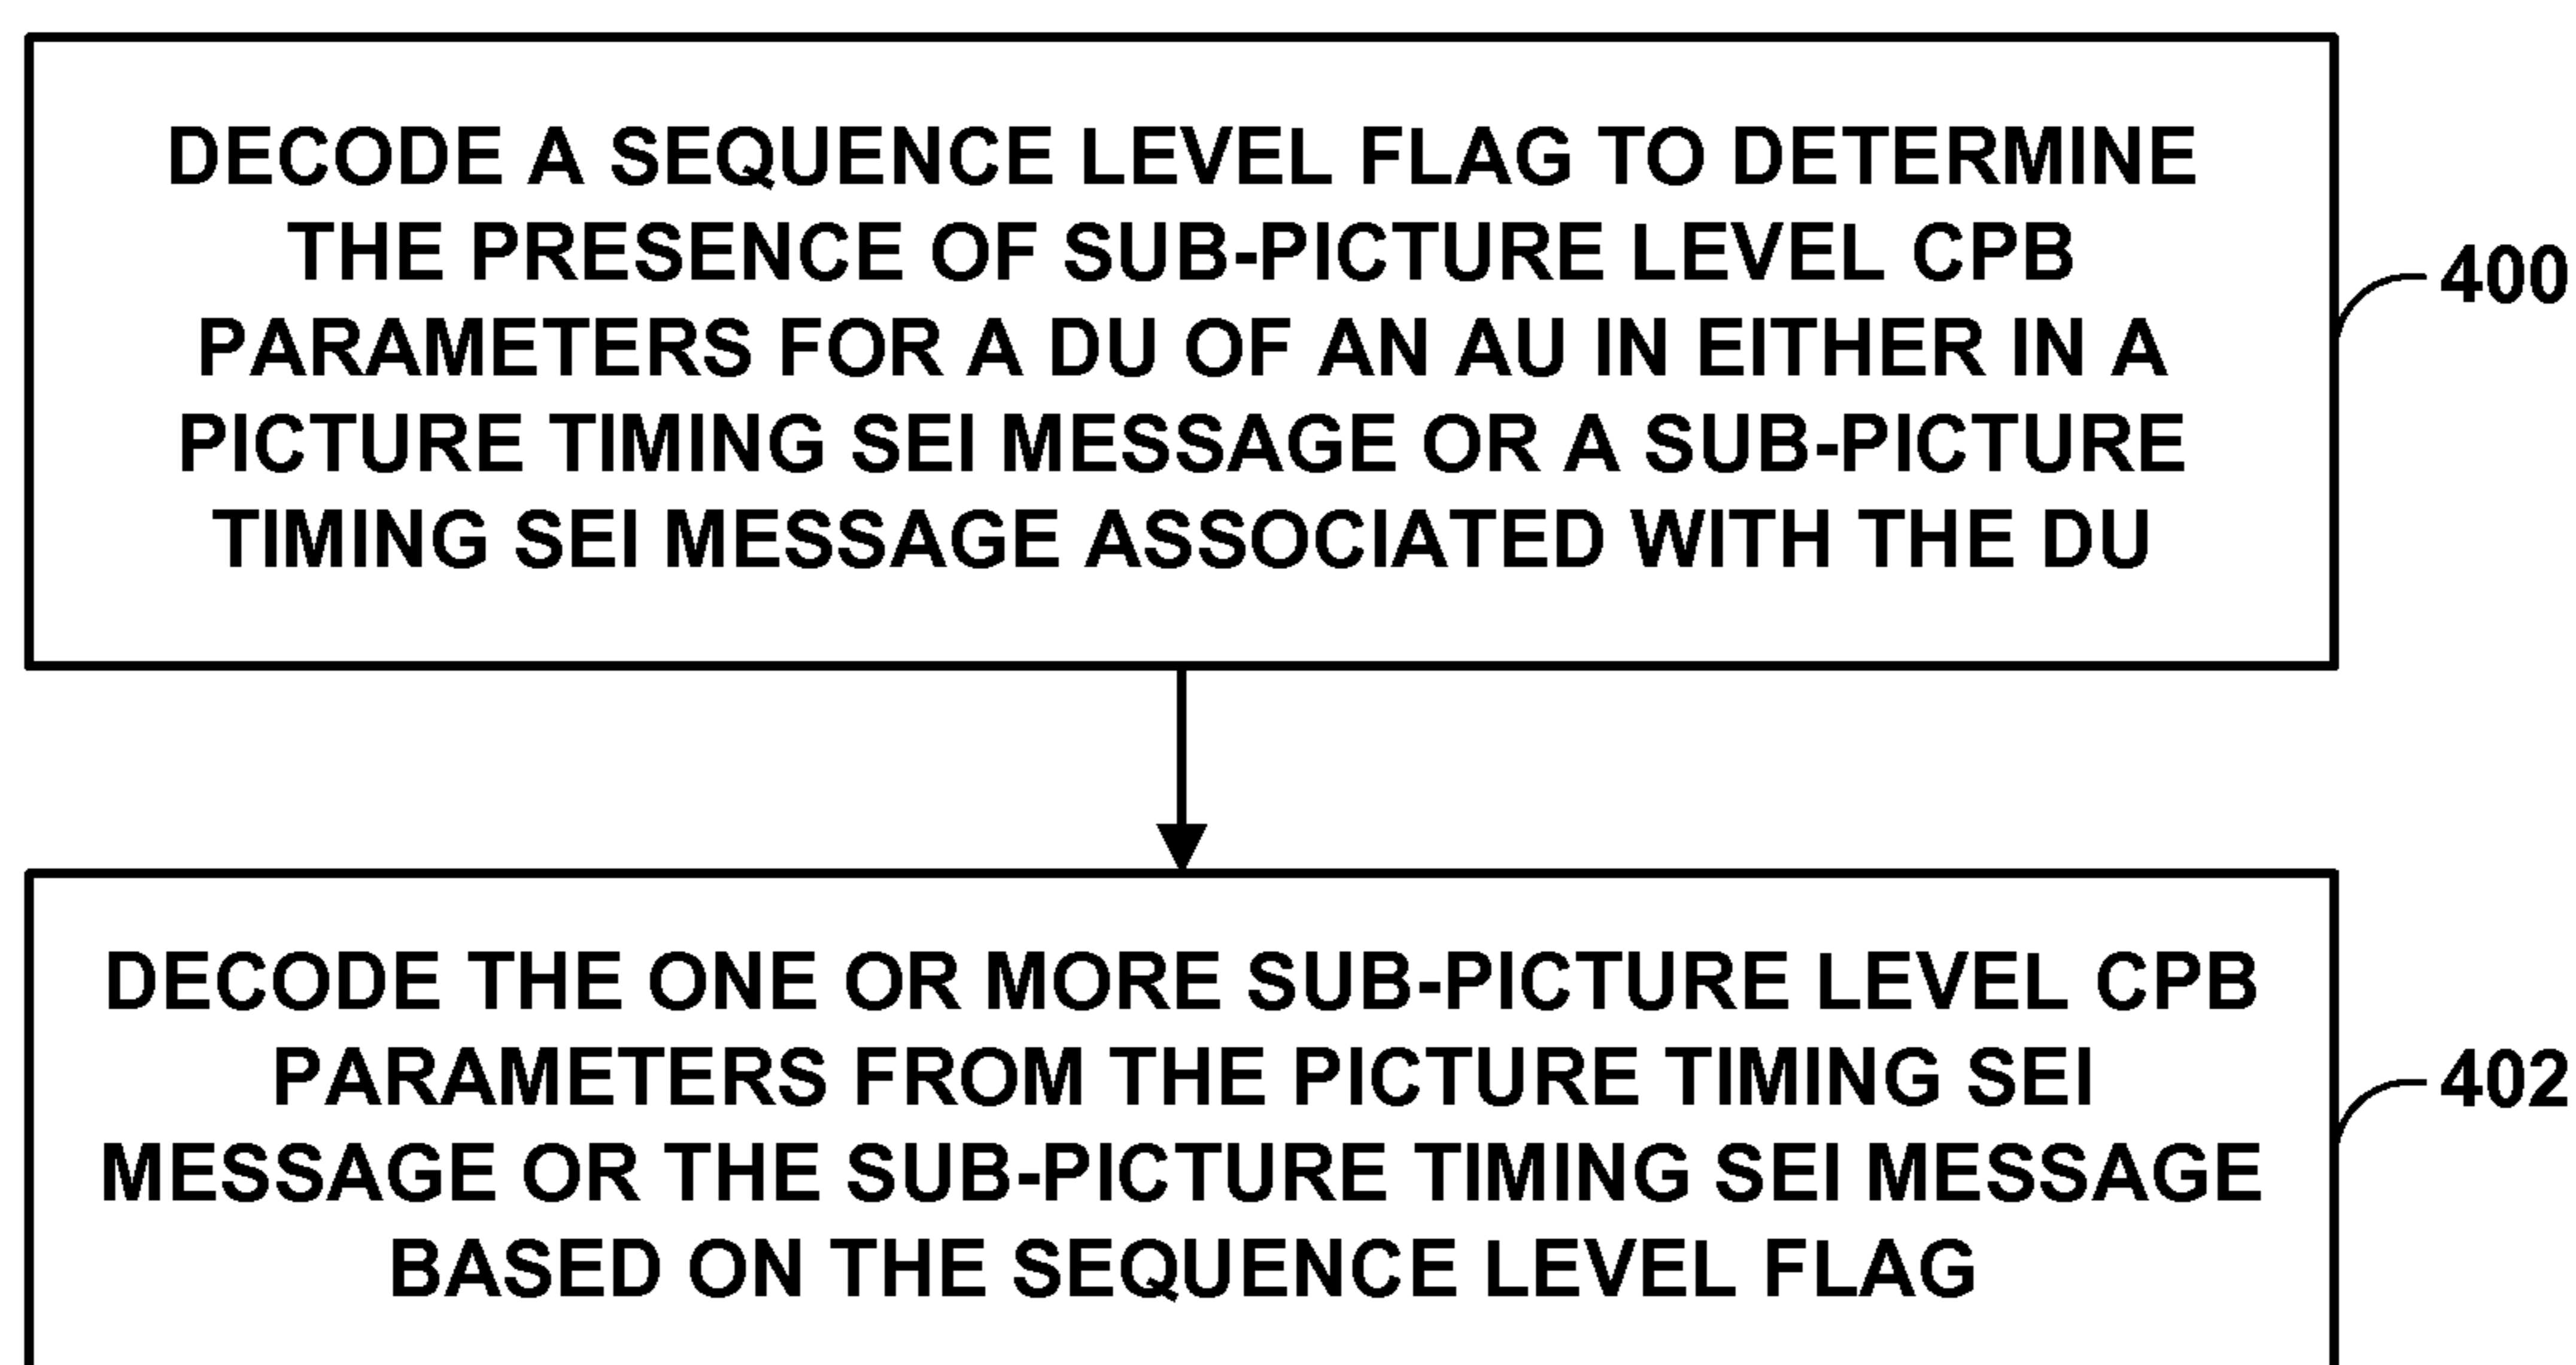 DECODE A SEQUENCE LEVEL FLAG TO DETERMINE
THE PRESENCE OF SUB-PICTURE LEVEL CPB
PARAMETERS FOR A DU OF AN AU IN EITHER IN A
PICTURE TIMING SEI MESSAGE OR A SUB-PICTURE
TIMING SEI MESSAGE ASSOCIATED WITH THE DU
400
DECODE THE ONE OR MORE SUB-PICTURE LEVEL CPB
PARAMETERS FROM THE PICTURE TIMING SEI
MESSAGE OR THE SUB-PICTURE TIMING SEI MESSAGE
BASED ON THE SEQUENCE LEVEL FLAG
402